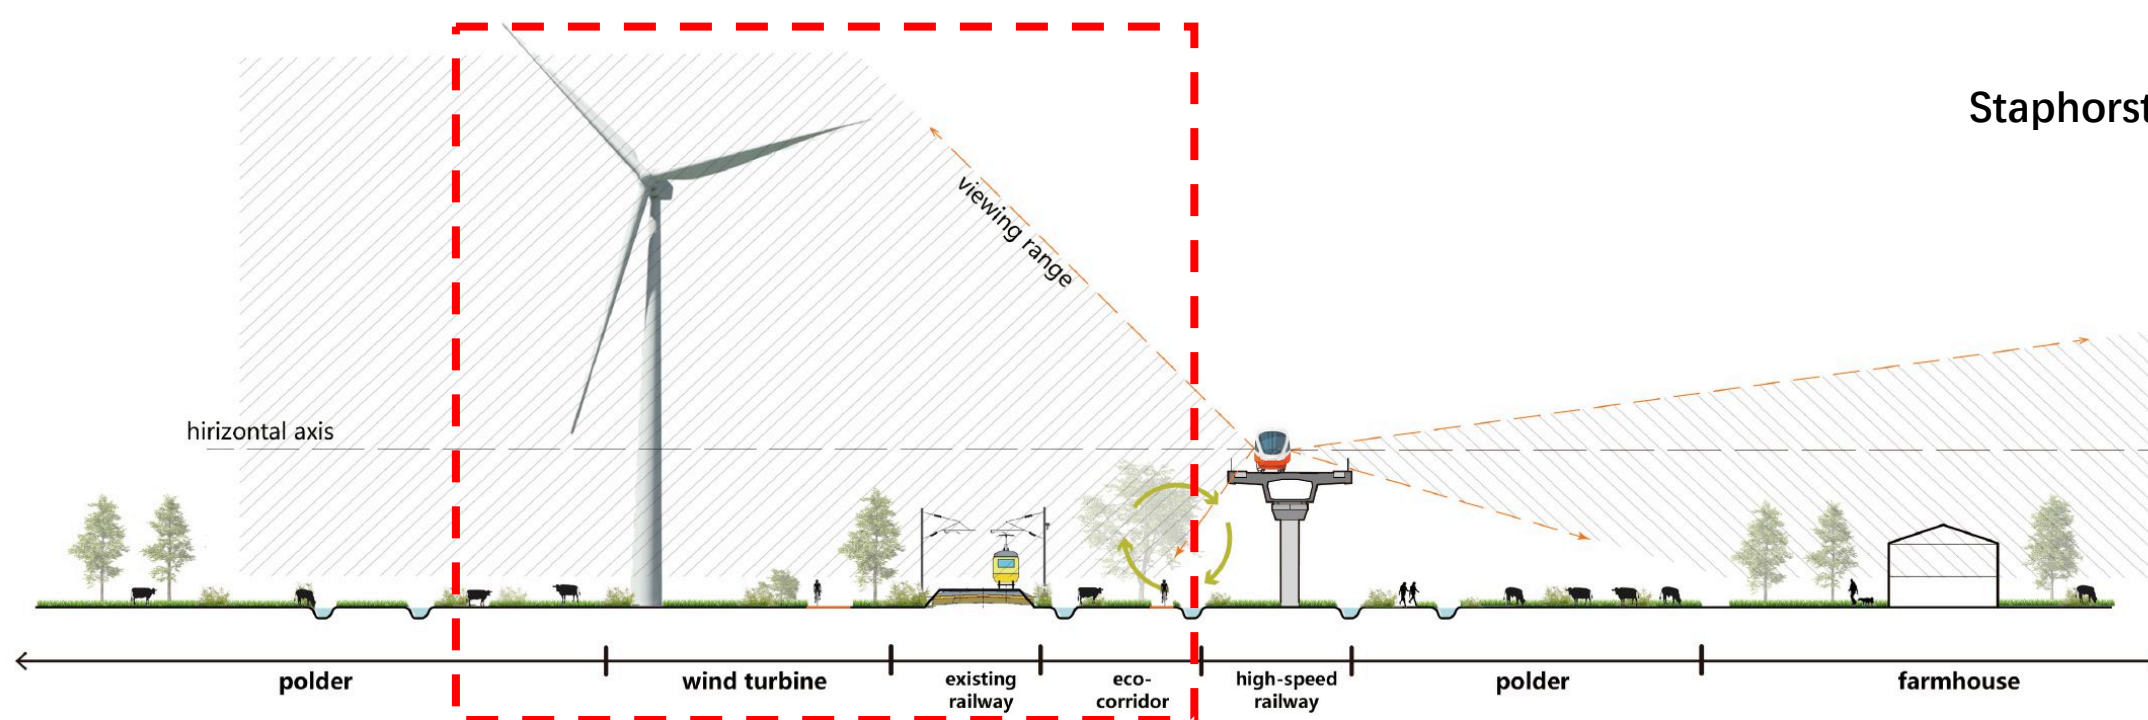 Staphorst
viewing range
hirizontal axis
polder
wind turbine
existing
railway
eco-
corridor
high-speed
railway
polder
farmhouse